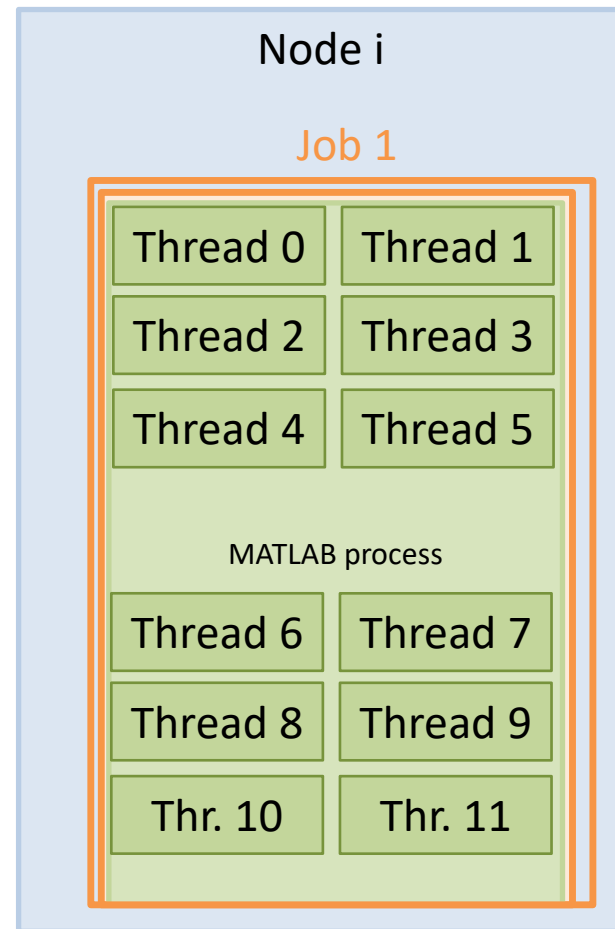 Node i
Job 1
Thread 0 Thread 1
Thread 2 Thread 3
Thread 4 Thread 5
MATLAB process
Thread 6 Thread 7
Thread 8 Thread 9
Thr. 10 Thr. 11